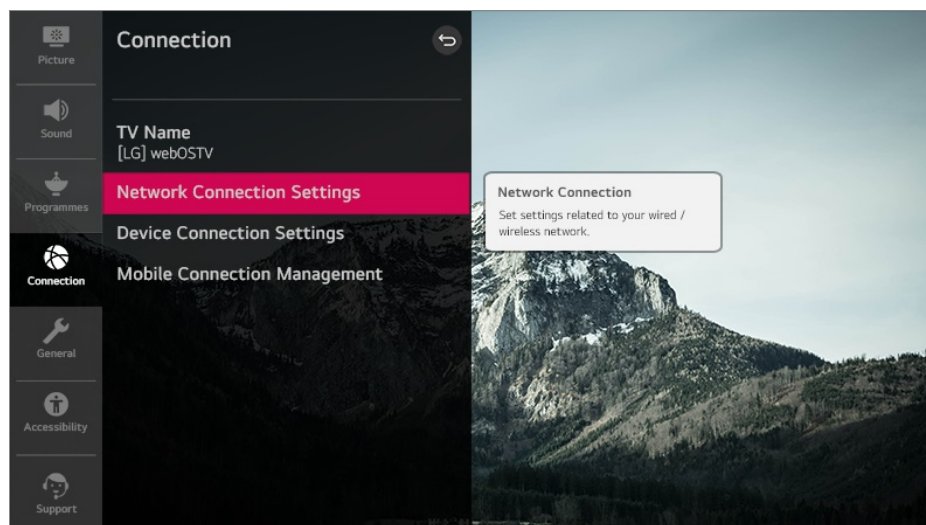 Picture
Sound
Programmes
Connection
General
Accessibility
Support
Connection
TV Name
[LG] webOSTV
Network Connection Settings
Device Connection Settings
Mobile Connection Management
Network Connection
Set settings related to your wired /
wireless network.